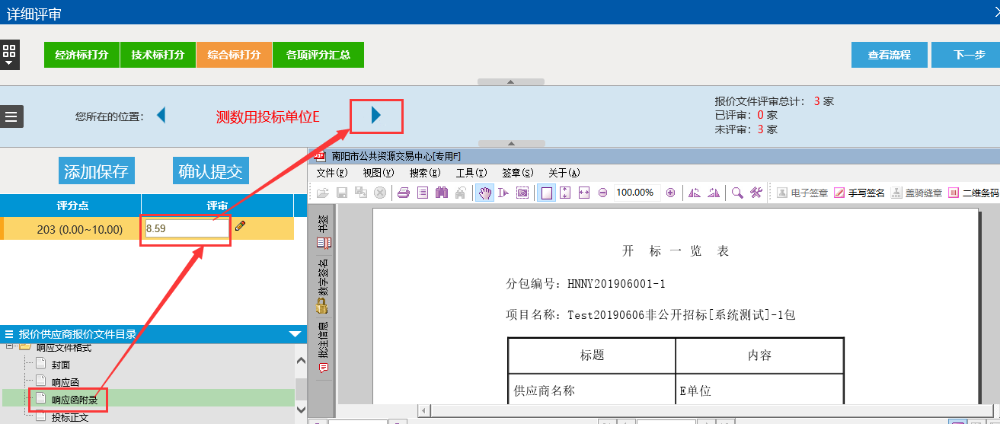 详细评审
经济标打分 技术标打分 综合标打分 各项评分汇总 查看流程 下一步
您所在的位置： 测数用投标单位E
报价文件评审总计： 3 家
已评审：0 家
未评审：3 家
添加保存 确认提交
评分点 评审
203 (0.00~10.00) 8.59
报价供应商报价文件目录
响应文件格式
封面
响应函
响应函附录
投标正文
PDF 南阳市公共资源交易中心[专用F]
文件(F) 视图(V) 搜索(E) 工具(T) 签章(S) 关于(A)
100.00% 电子签章 手写签名 盖骑缝章 二维条码
书签
数字签名
批注信息
开 标 一 览 表
分包编号：HNNY201906001-1
项目名称：Test20190606非公开招标[系统测试]-1包
标题 内容
供应商名称 E单位